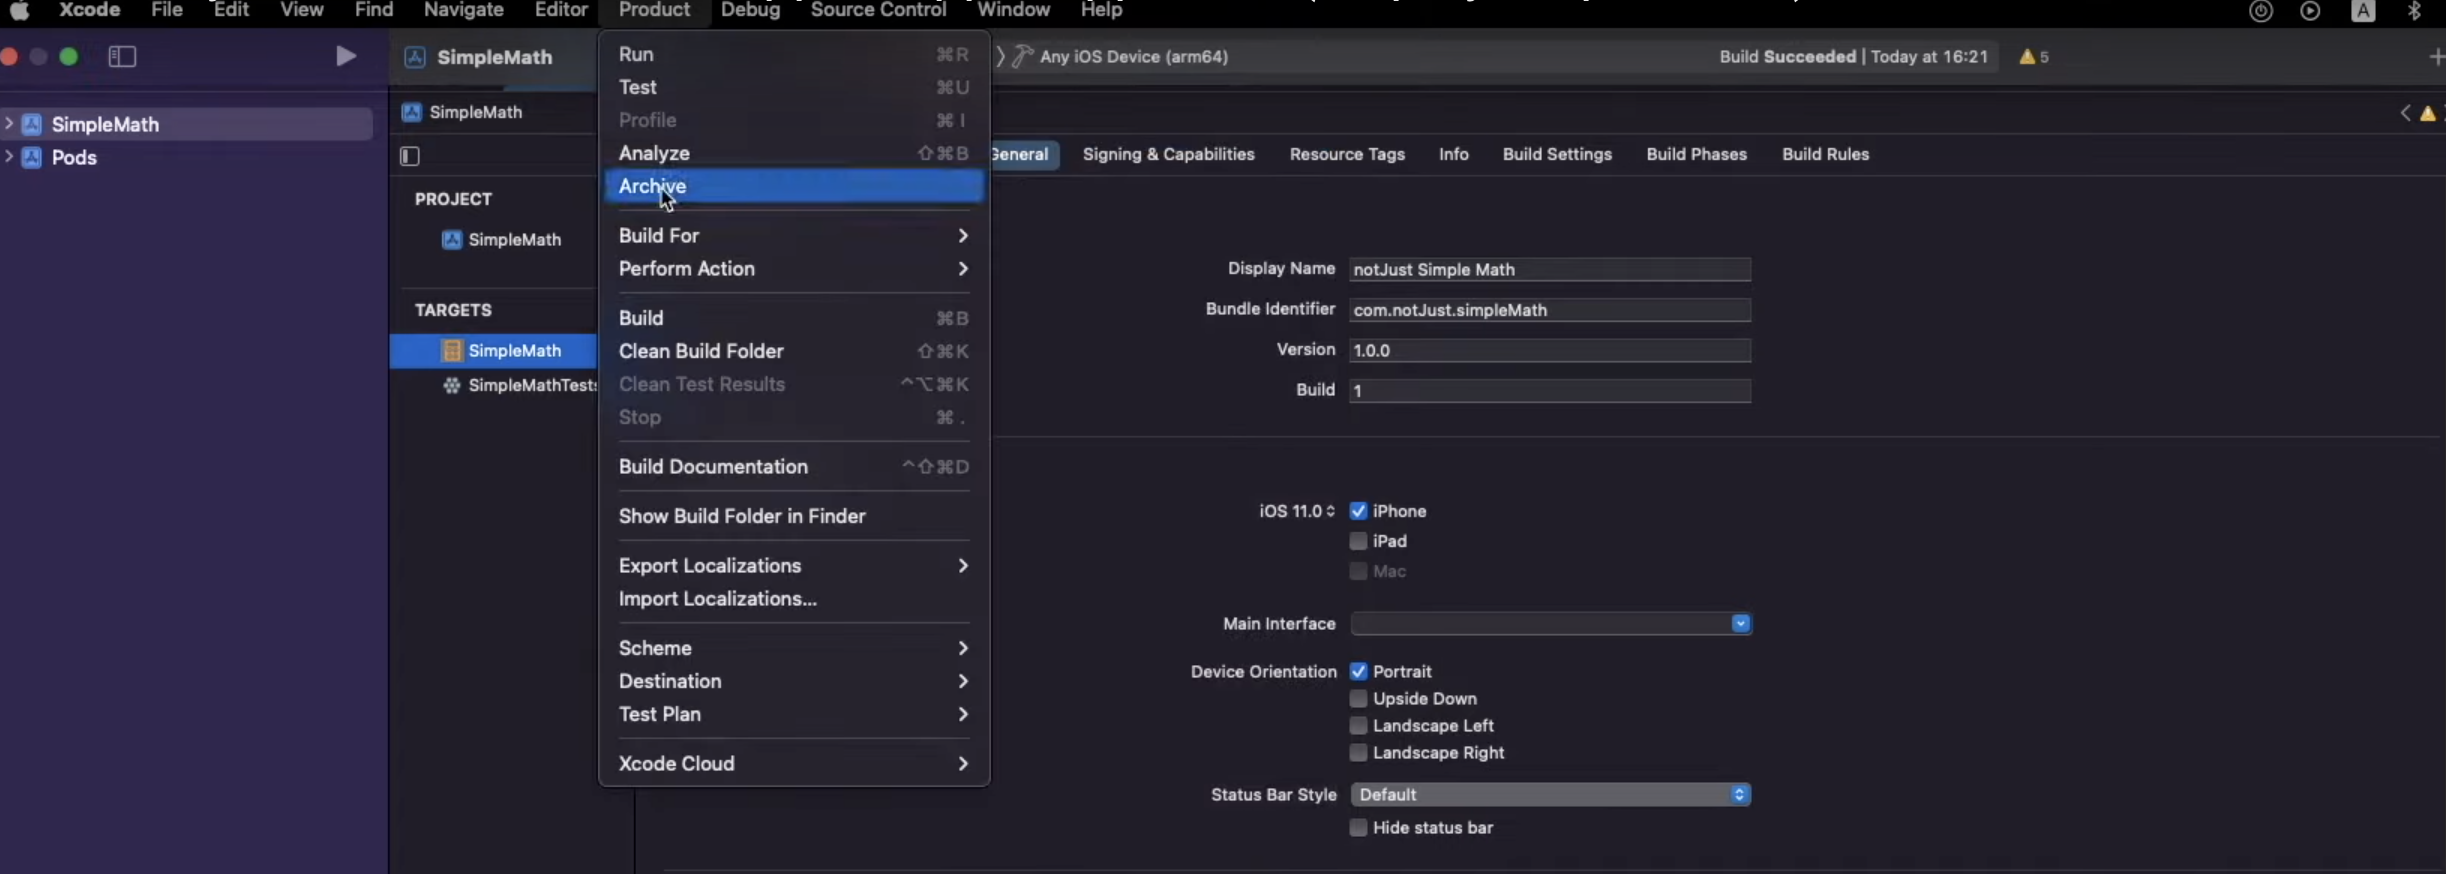 Xcode File Edit View Find Navigate Editor Product Debug Source Control Window Help
A
SimpleMath
Any iOS Device (arm64)
Build Succeeded | Today at 16:21
5
SimpleMath
Pods
SimpleMath
General Signing & Capabilities Resource Tags Info Build Settings Build Phases Build Rules
PROJECT
SimpleMath
TARGETS
SimpleMath
SimpleMathTests
Run ⌘R
Test ⌘U
Profile ⌘I
Analyze ⇧⌘B
Archive
Build For
Perform Action
Build ⌘B
Clean Build Folder ⇧⌘K
Clean Test Results ^⌥⌘K
Stop ⌘.
Build Documentation ^⇧⌘D
Show Build Folder in Finder
Export Localizations
Import Localizations...
Scheme
Destination
Test Plan
Xcode Cloud
Display Name notJust Simple Math
Bundle Identifier com.notJust.simpleMath
Version 1.0.0
Build 1
iOS 11.0 iPhone
iPad
Mac
Main Interface
Device Orientation Portrait
Upside Down
Landscape Left
Landscape Right
Status Bar Style Default
Hide status bar